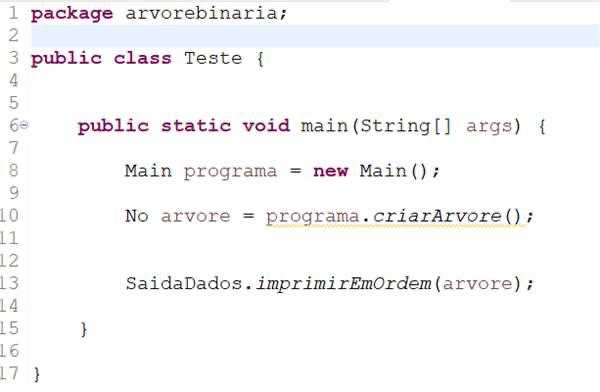 1 package arvorebinaria;
2
3 public class Teste {
4
5
6 public static void main(String[] args) {
7
8 Main programa = new Main();
9
10 No arvore = programa.criarArvore();
11
12
13 SaidaDados.imprimirEmOrdem(arvore);
14
15 }
16
17 }